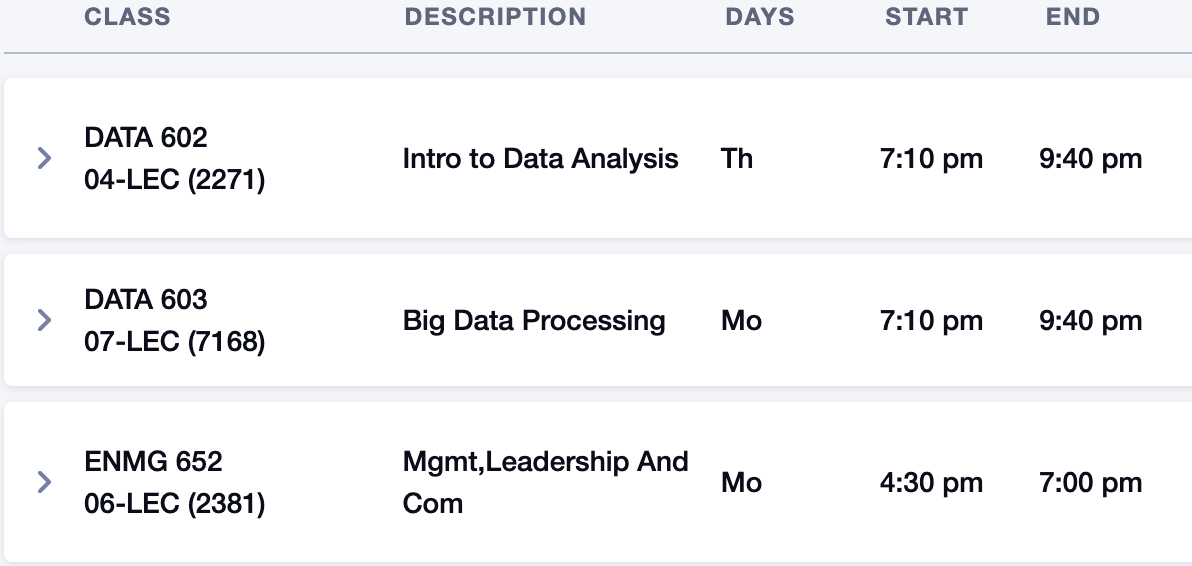 CLASS DESCRIPTION DAYS START END
DATA 602
04-LEC (2271)
Intro to Data Analysis Th 7:10 pm 9:40 pm
DATA 603
07-LEC (7168)
Big Data Processing Mo 7:10 pm 9:40 pm
ENMG 652
06-LEC (2381)
Mgmt,Leadership And
Com
Mo 4:30 pm 7:00 pm